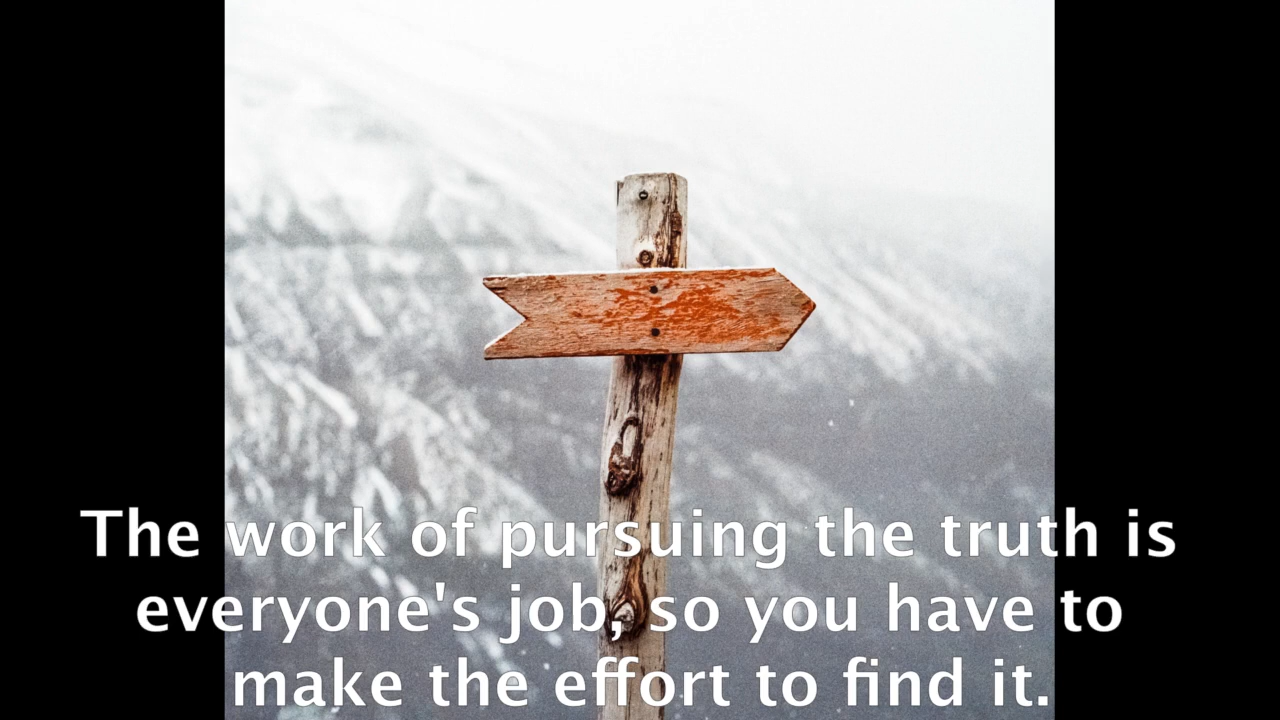 The work of pursuing the truth is
everyone's job, so you have to
make the effort to find it.